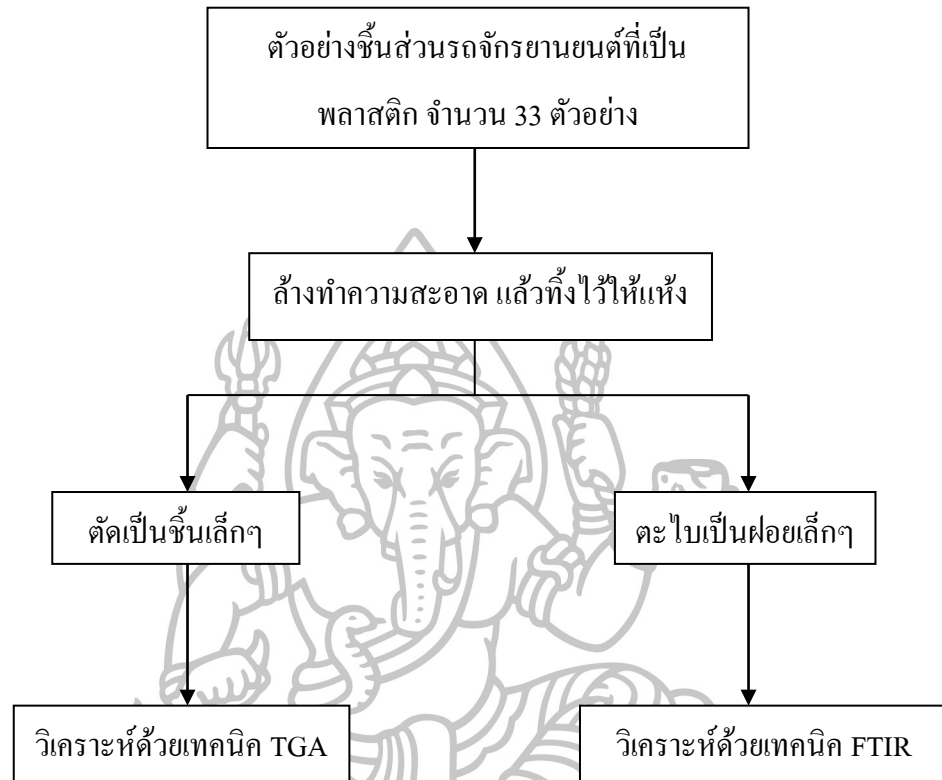 ตัวอย่างชิ้นส่วนรถจักรยานยนต์ที่เป็น
พลาสติก จำนวน 33 ตัวอย่าง
ล้างทำความสะอาด แล้วทิ้งไว้ให้แห้ง
ตัดเป็นชิ้นเล็กๆ
ตะไบเป็นฝอยเล็กๆ
วิเคราะห์ด้วยเทคนิค TGA
วิเคราะห์ด้วยเทคนิค FTIR